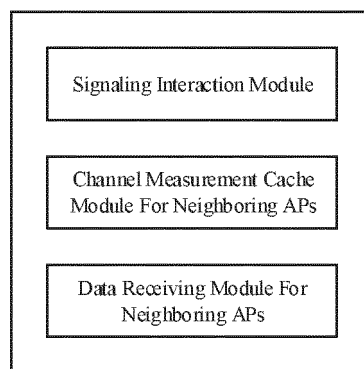 Signaling Interaction Module
Channel Measurement Cache
Module For Neighboring APs
Data Receiving Module For
Neighboring APs